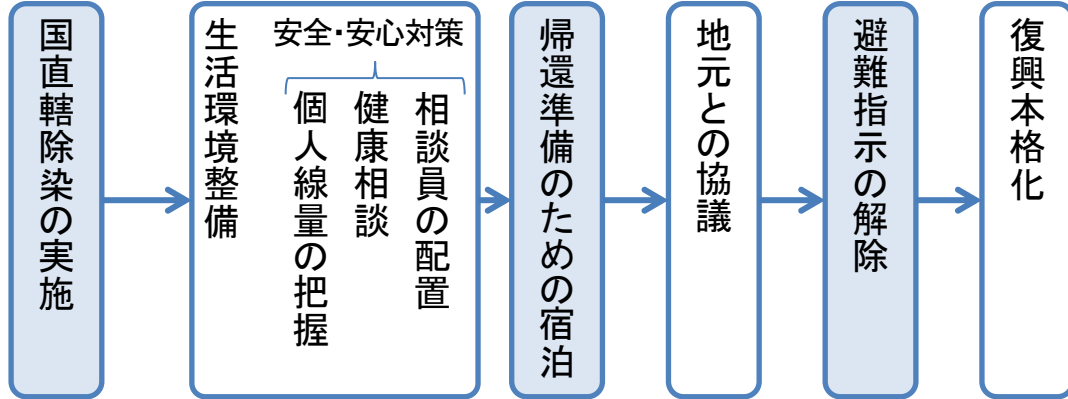 国直轄除染の実施
生活環境整備
安全・安心対策
個人線量の把握
健康相談
相談員の配置
帰還準備のための宿泊
地元との協議
避難指示の解除
復興本格化